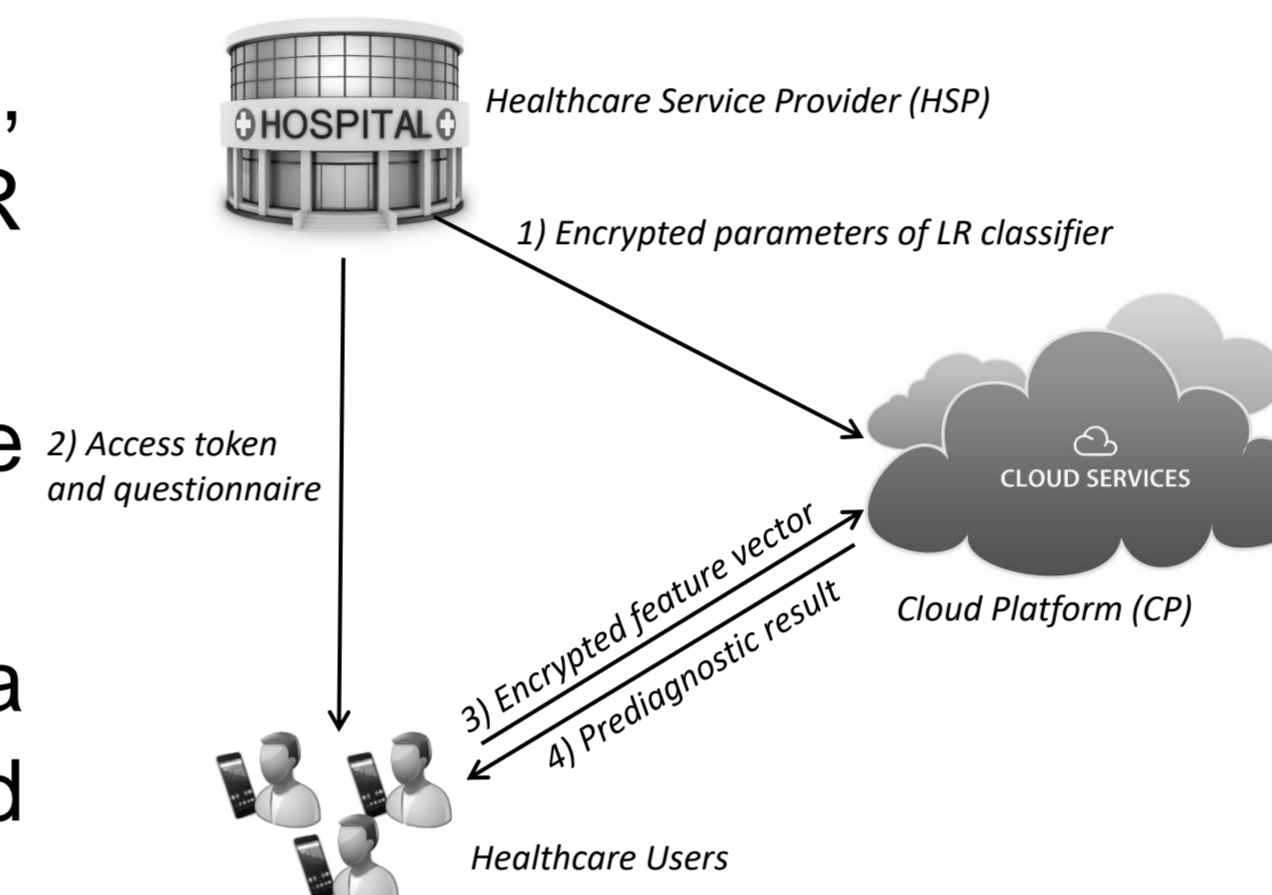 ,
R
e
a
d
HOSPITAL
Healthcare Service Provider (HSP)
1) Encrypted parameters of LR classifier
2) Access token
and questionnaire
CLOUD SERVICES
Cloud Platform (CP)
3) Encrypted feature vector
4) Prediagnostic result
Healthcare Users